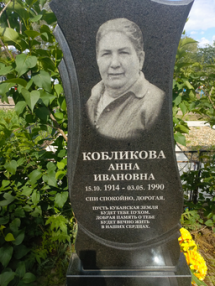 КОБЛИКОВА
АННА
ИВАНОВНА
15.10. 1914 - 03.05. 1990
СПИ СПОКОЙНО, ДОРОГАЯ,
ПУСТЬ КУБАНСКАЯ ЗЕМЛЯ
БУДЕТ ТЕБЕ ПУХОМ.
ДОБРАЯ ПАМЯТЬ О ТЕБЕ
БУДЕТ ВЕЧНО ЖИТЬ
В НАШИХ СЕРДЦАХ.